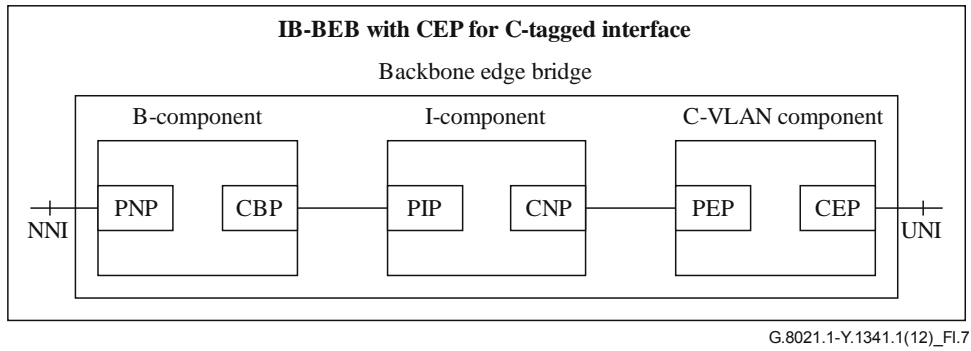 IB-BEB with CEP for C-tagged interface
Backbone edge bridge
B-component I-component C-VLAN component
PNP CBP PIP CNP PEP CEP
NNI UNI
G.8021.1-Y.1341.1(12)_FI.7